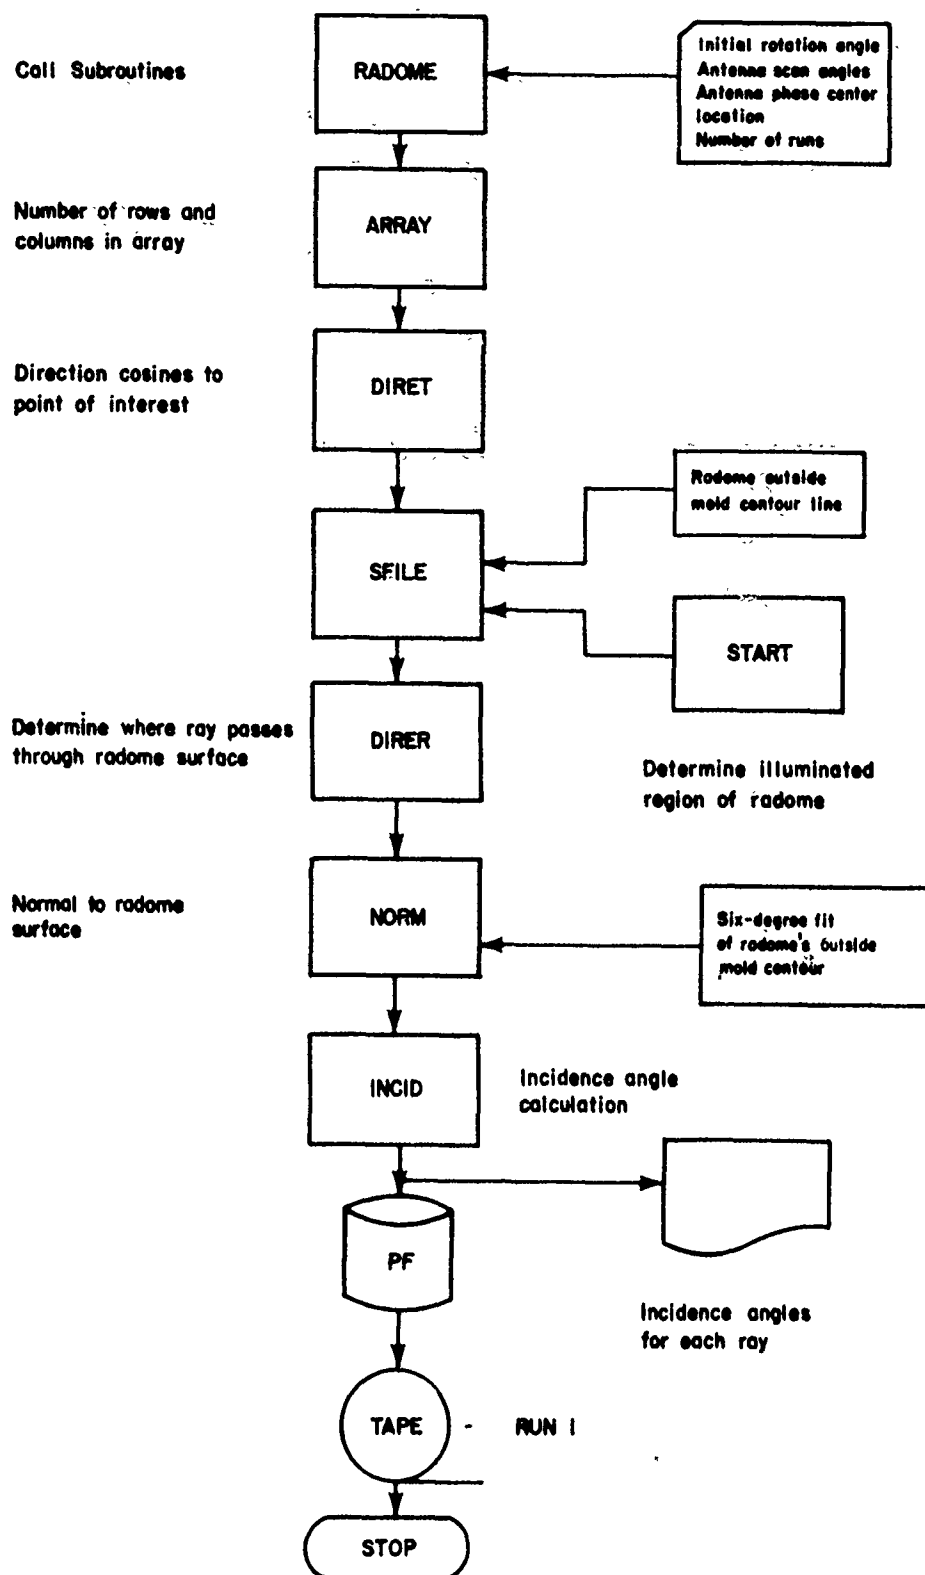 Call Subroutines
RADOME
Initial rotation angle
Antenna scan angles
Antenna phase center
location
Number of runs
Number of rows and
columns in array
ARRAY
Direction cosines to
point of interest
DIRET
Radome outside
mold contour line
SFILE
START
Determine where ray passes
through radome surface
DIRER
Determine illuminated
region of radome
Normal to radome
surface
NORM
Six-degree fit
of radome's outside
mold contour
INCID
Incidence angle
calculation
PF
Incidence angles
for each ray
TAPE - RUN 1
STOP